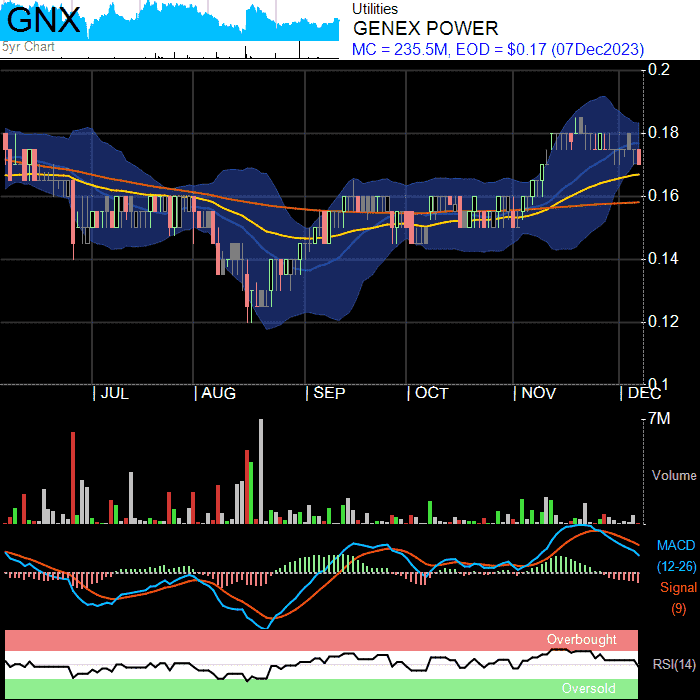 GNX
5yr Chart
Utilities
GENEX POWER
MC = 235.5M, EOD = $0.17 (07Dec2023)
0.2
0.18
0.16
0.14
0.12
0.1
JUL AUG SEP OCT NOV DEC
7M
Volume
MACD
(12-26)
Signal
(9)
Overbought
RSI(14)
Oversold